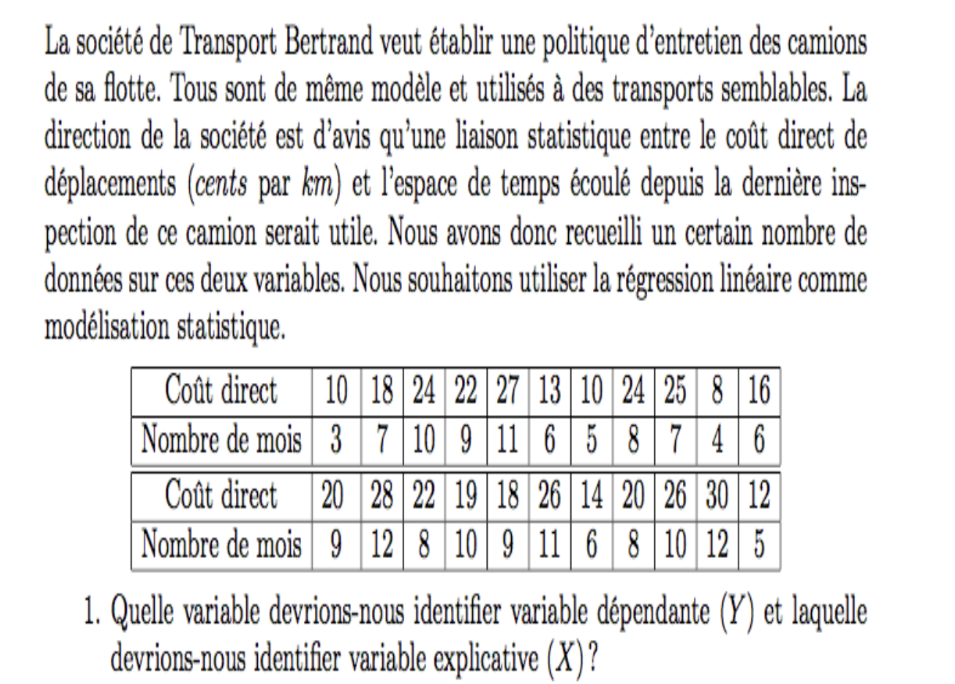 La société de Transport Bertrand veut établir une politique d'entretien des camions
de sa flotte. Tous sont de même modèle et utilisés à des transports semblables. La
direction de la société est d'avis qu'une liaison statistique entre le coût direct de
déplacements (cents par km) et l'espace de temps écoulé depuis la dernière ins-
pection de ce camion serait utile. Nous avons donc recueilli un certain nombre de
données sur ces deux variables. Nous souhaitons utiliser la régression linéaire comme
modélisation statistique.
Coût direct 10 18 24 22 27 13 10 24 25 8 16
Nombre de mois 3 7 10 9 11 6 5 8 7 4 6
Coût direct 20 28 22 19 18 26 14 20 26 30 12
Nombre de mois 9 12 8 10 9 11 6 8 10 12 5
1. Quelle variable devrions-nous identifier variable dépendante (Y) et laquelle
devrions-nous identifier variable explicative (X)?